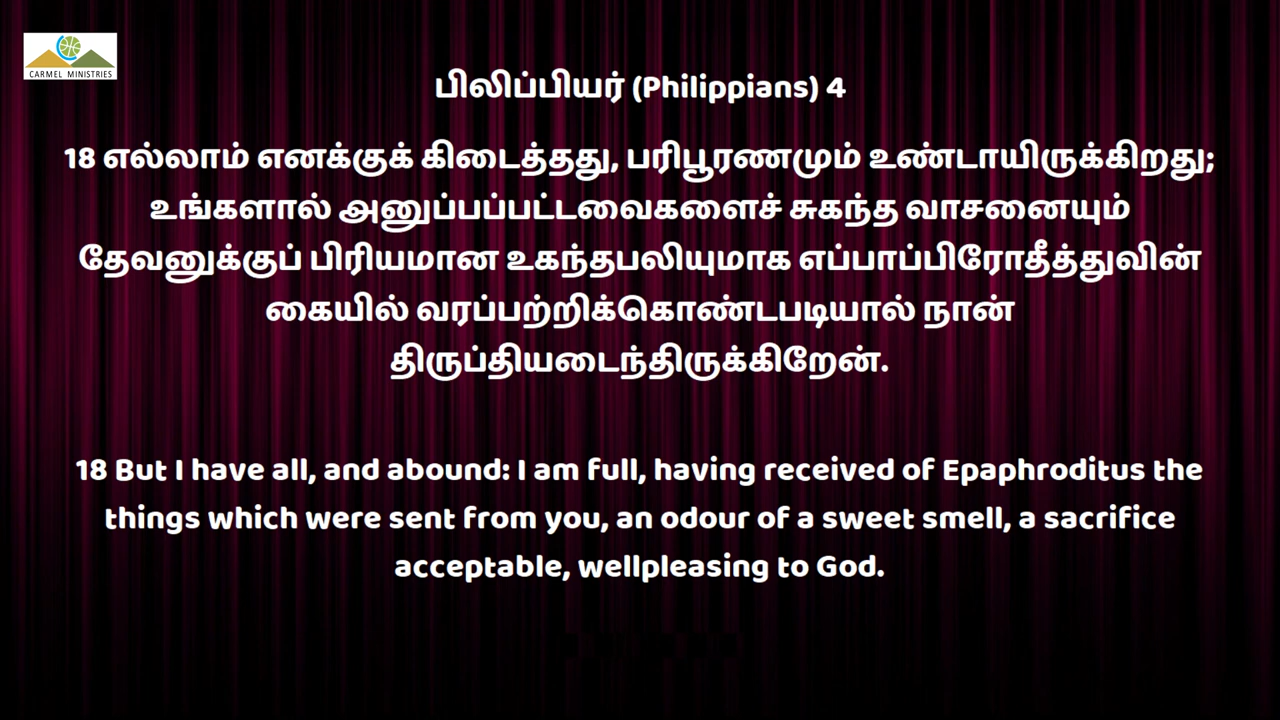 CARMEL MINISTRIES
பிலிப்பியர் (Philippians) 4
18 எல்லாம் எனக்குக் கிடைத்தது, பரிபூரணமும் உண்டாயிருக்கிறது;
உங்களால் அனுப்பப்பட்டவைகளைச் சுகந்த வாசனையும்
தேவனுக்குப் பிரியமான உகந்தபலியுமாக எப்பாப்பிரோதீத்துவின்
கையில் வரப்பற்றிக்கொண்டபடியால் நான்
திருப்தியடைந்திருக்கிறேன்.
18 But I have all, and abound: I am full, having received of Epaphroditus the
things which were sent from you, an odour of a sweet smell, a sacrifice
acceptable, wellpleasing to God.